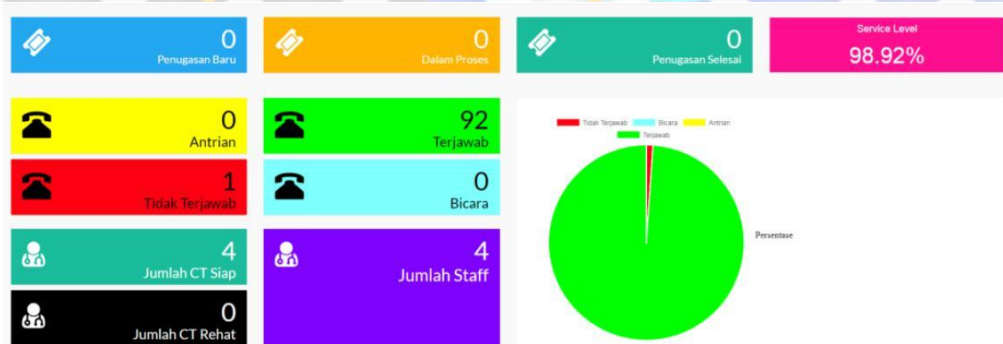 0
Penugasan Baru
0
Dalam Proses
0
Penugasan Selesai
Service Level
98.92%
0
Antrian
92
Terjawab
1
Tidak Terjawab
0
Bicara
4
Jumlah CT Siap
4
Jumlah Staff
0
Jumlah CT Rehat
Tidak Terjawab Bicara Antrian
Terjawab
Persentase